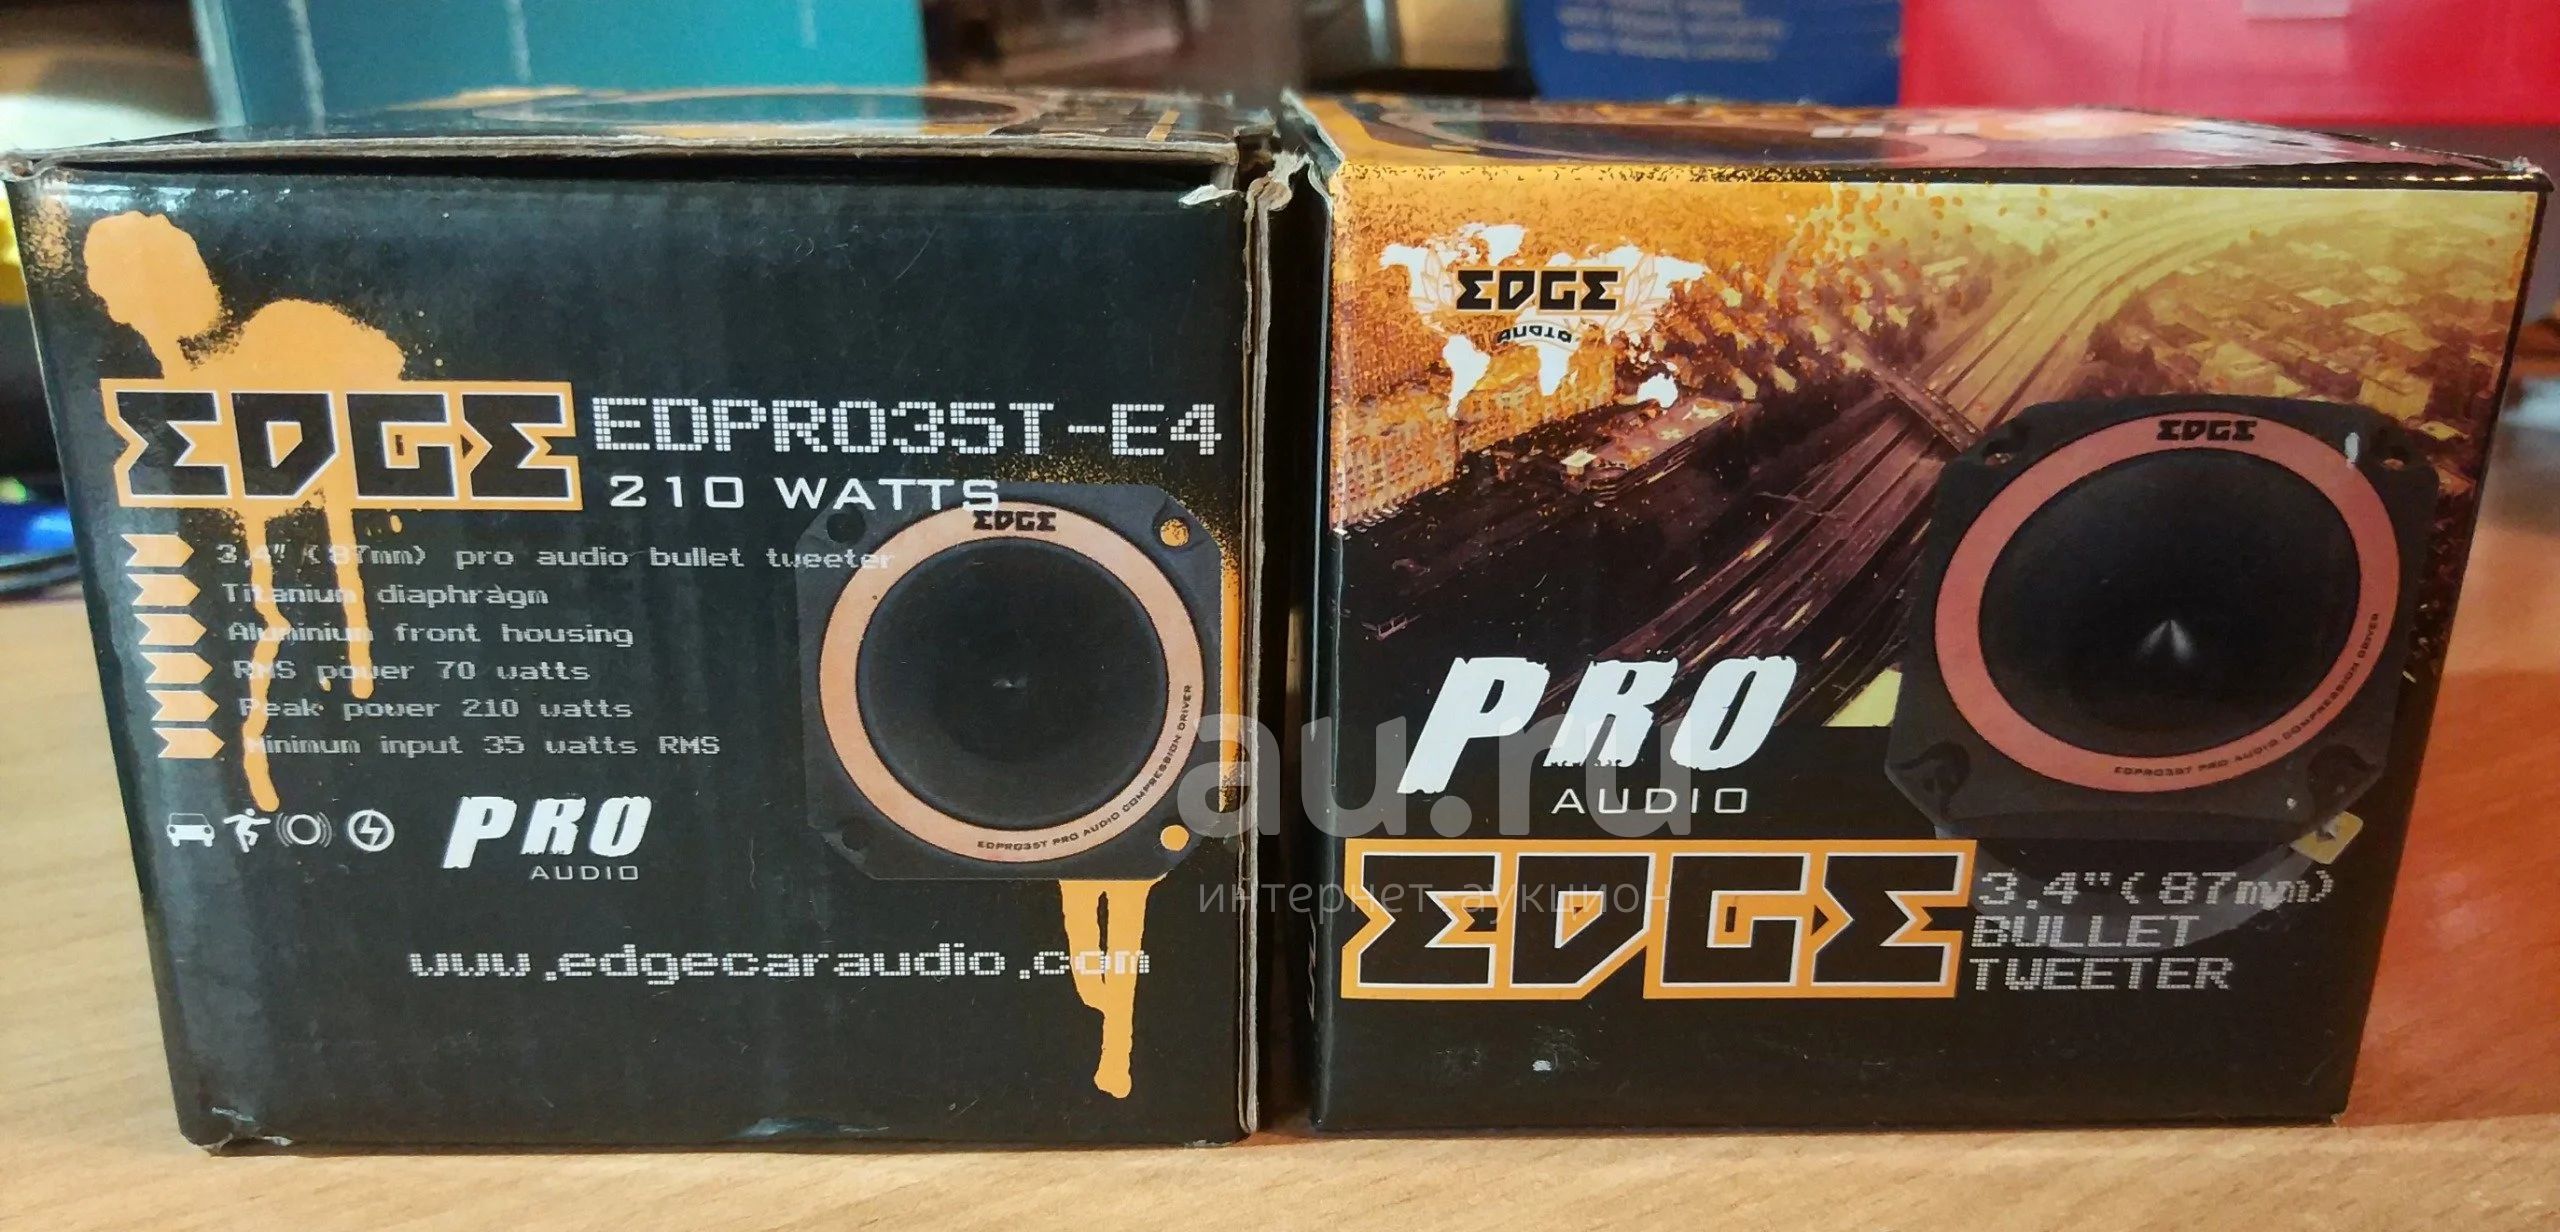 EDGE EDPRO35T-E4
210 WATTS
EDGE
3,4" (87mm) pro audio bullet tweeter
Titanium diaphragm
Aluminium front housing
RMS power 70 watts
Peak power 210 watts
Minimum input 35 watts RMS
EDPRO35T PRO AUDIO COMPRESSION DRIVER
PRO
AUDIO
www.edgecaraudio.com
EDGE
AUDIO
EDGE
EDPRO35T PRO AUDIO COMPRESSION DRIVER
PRO
AUDIO
EDGE 3,4" (87mm)
BULLET
TWEETER
au.ru
интернет аукцион